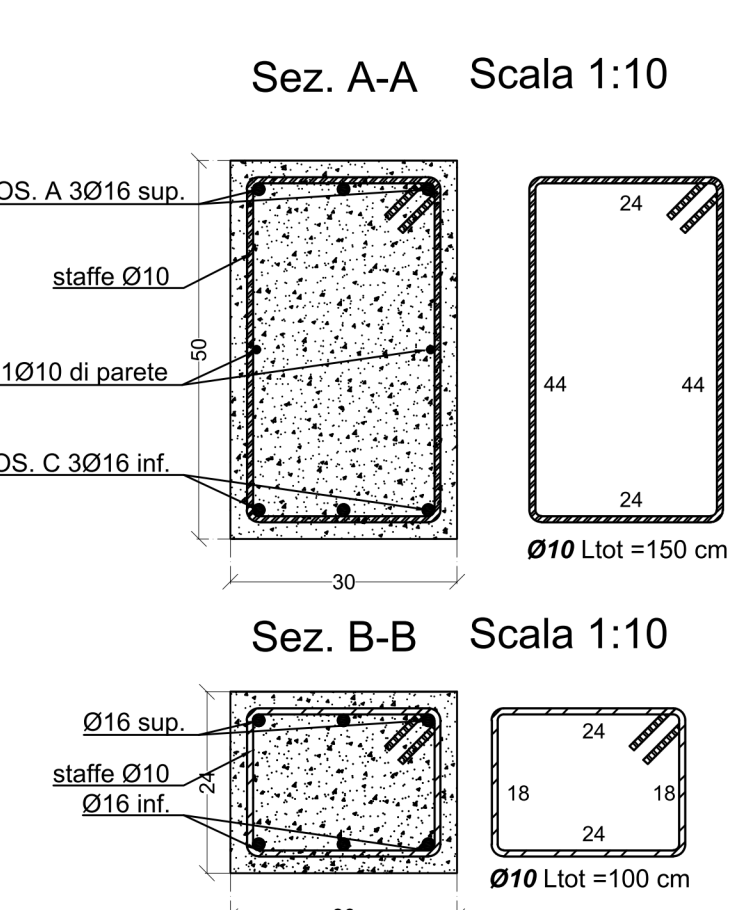 Sez. A-A Scala 1:10
OS. A 3Ø16 sup.
24
staffe Ø10
50
1Ø10 di parete
44 44
OS. C 3Ø16 inf.
24
Ø10 Ltot =150 cm
30
Sez. B-B Scala 1:10
Ø16 sup.
24
staffe Ø10
24
18 18
Ø16 inf.
24
Ø10 Ltot =100 cm